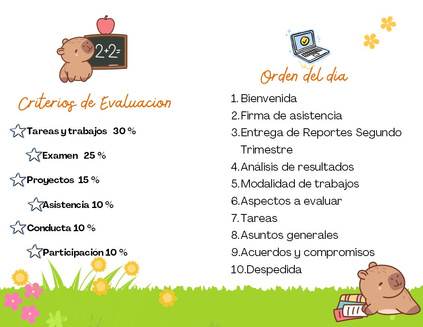 2+2=
Criterios de Evaluacion
Tareas y trabajos 30 %
Examen 25 %
Proyectos 15 %
Asistencia 10 %
Conducta 10 %
Participación 10 %
Orden del dia
1. Bienvenida
2. Firma de asistencia
3. Entrega de Reportes Segundo
Trimestre
4. Análisis de resultados
5. Modalidad de trabajos
6. Aspectos a evaluar
7. Tareas
8. Asuntos generales
9. Acuerdos y compromisos
10. Despedida